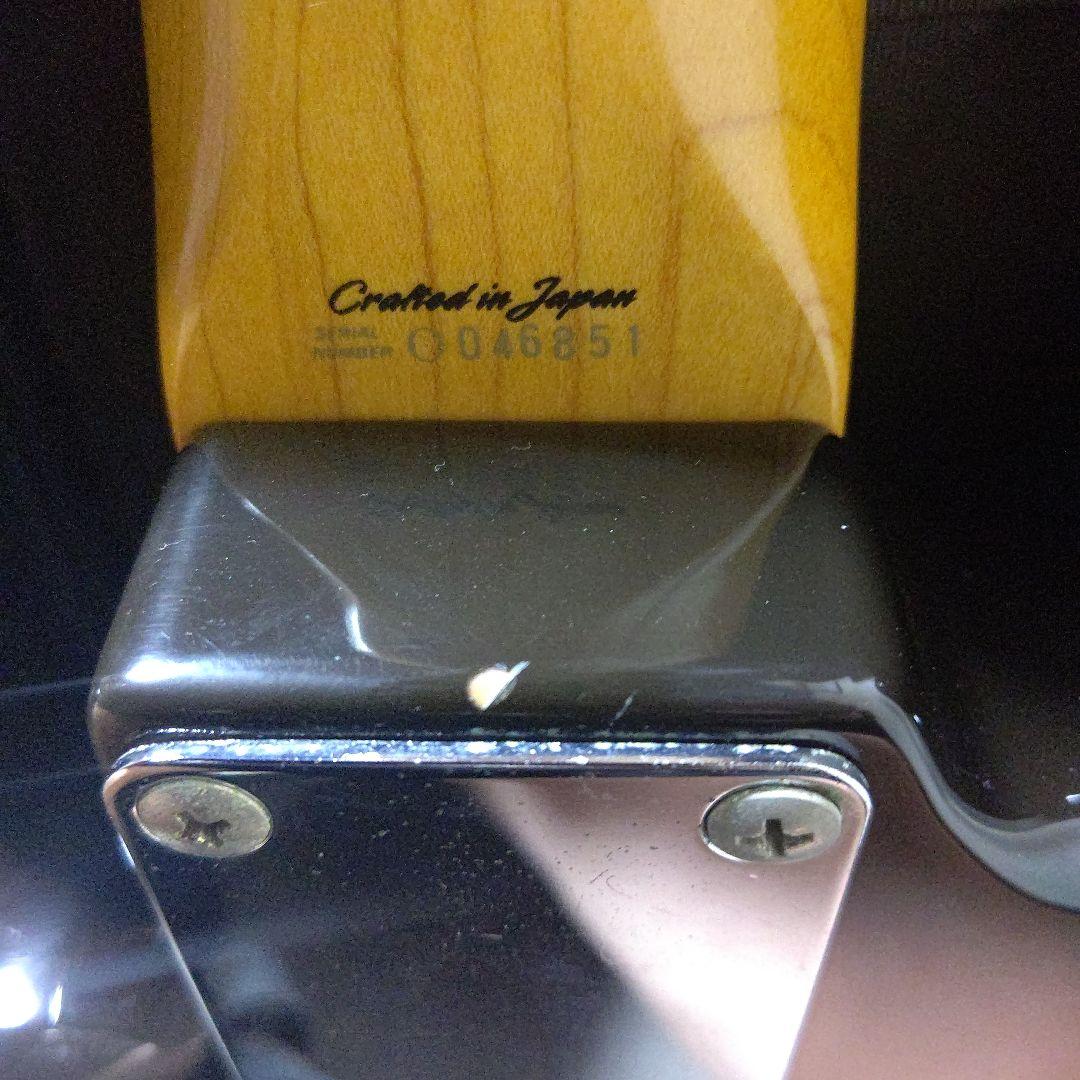 Crafted in Japan
SERIAL
NUMBER O046851